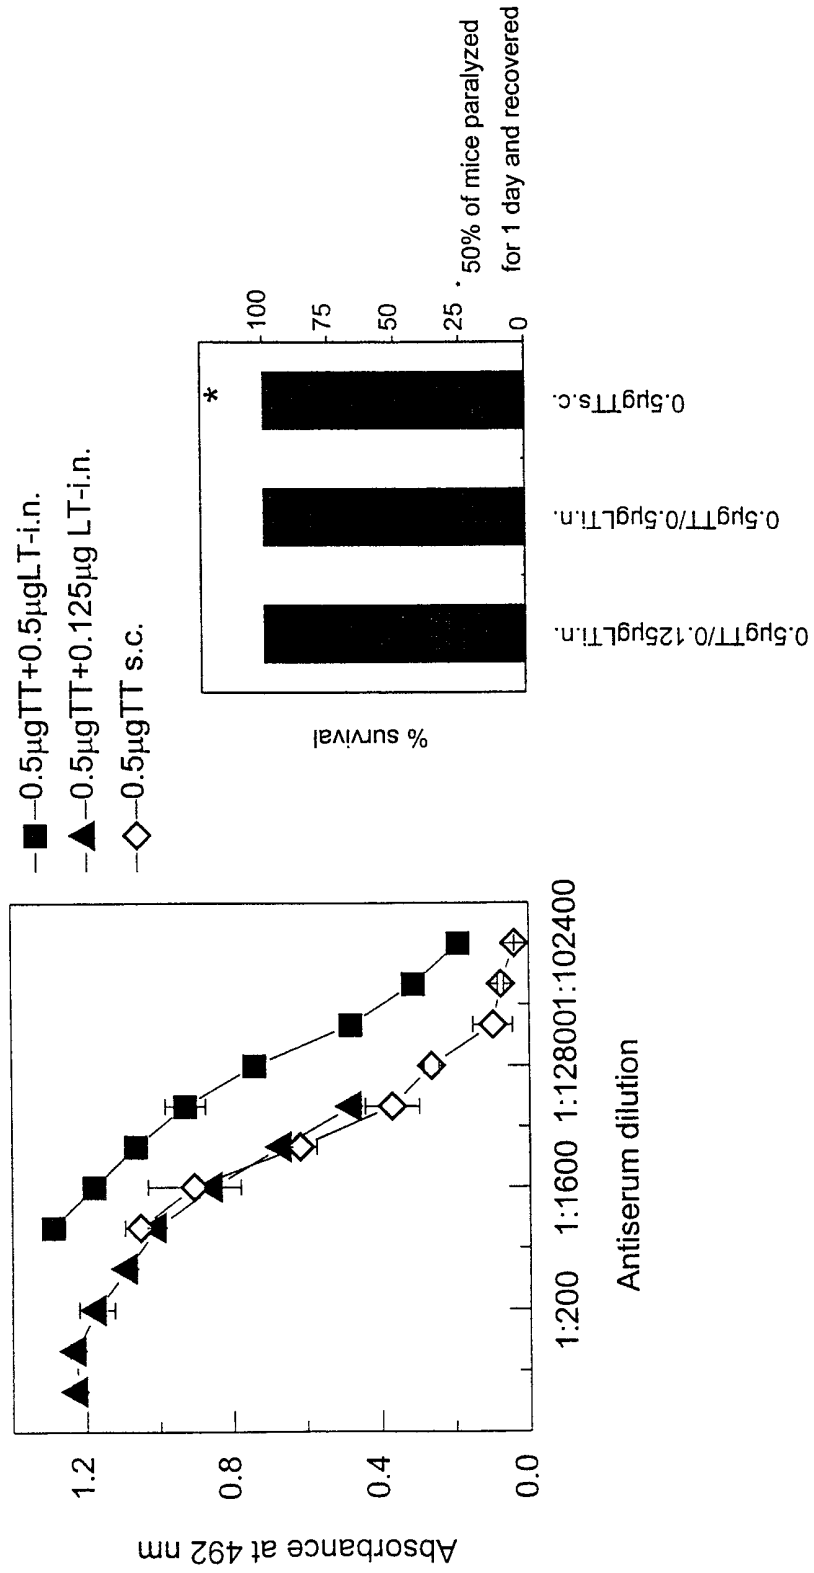 0.5µgTT+0.5µgLT-i.n.
0.5µgTT+0.125µg LT-i.n.
0.5µgTT s.c.
Absorbance at 492 nm
1.2
0.8
0.4
0.0
1:200
1:1600
1:12800
1:102400
Antiserum dilution
% survival
*
100
75
50
25
0
0.5µgTT/0.125µgLTi.n.
0.5µgTT/0.5µgLTi.n.
0.5µgTTs.c.
* 50% of mice paralyzed
for 1 day and recovered